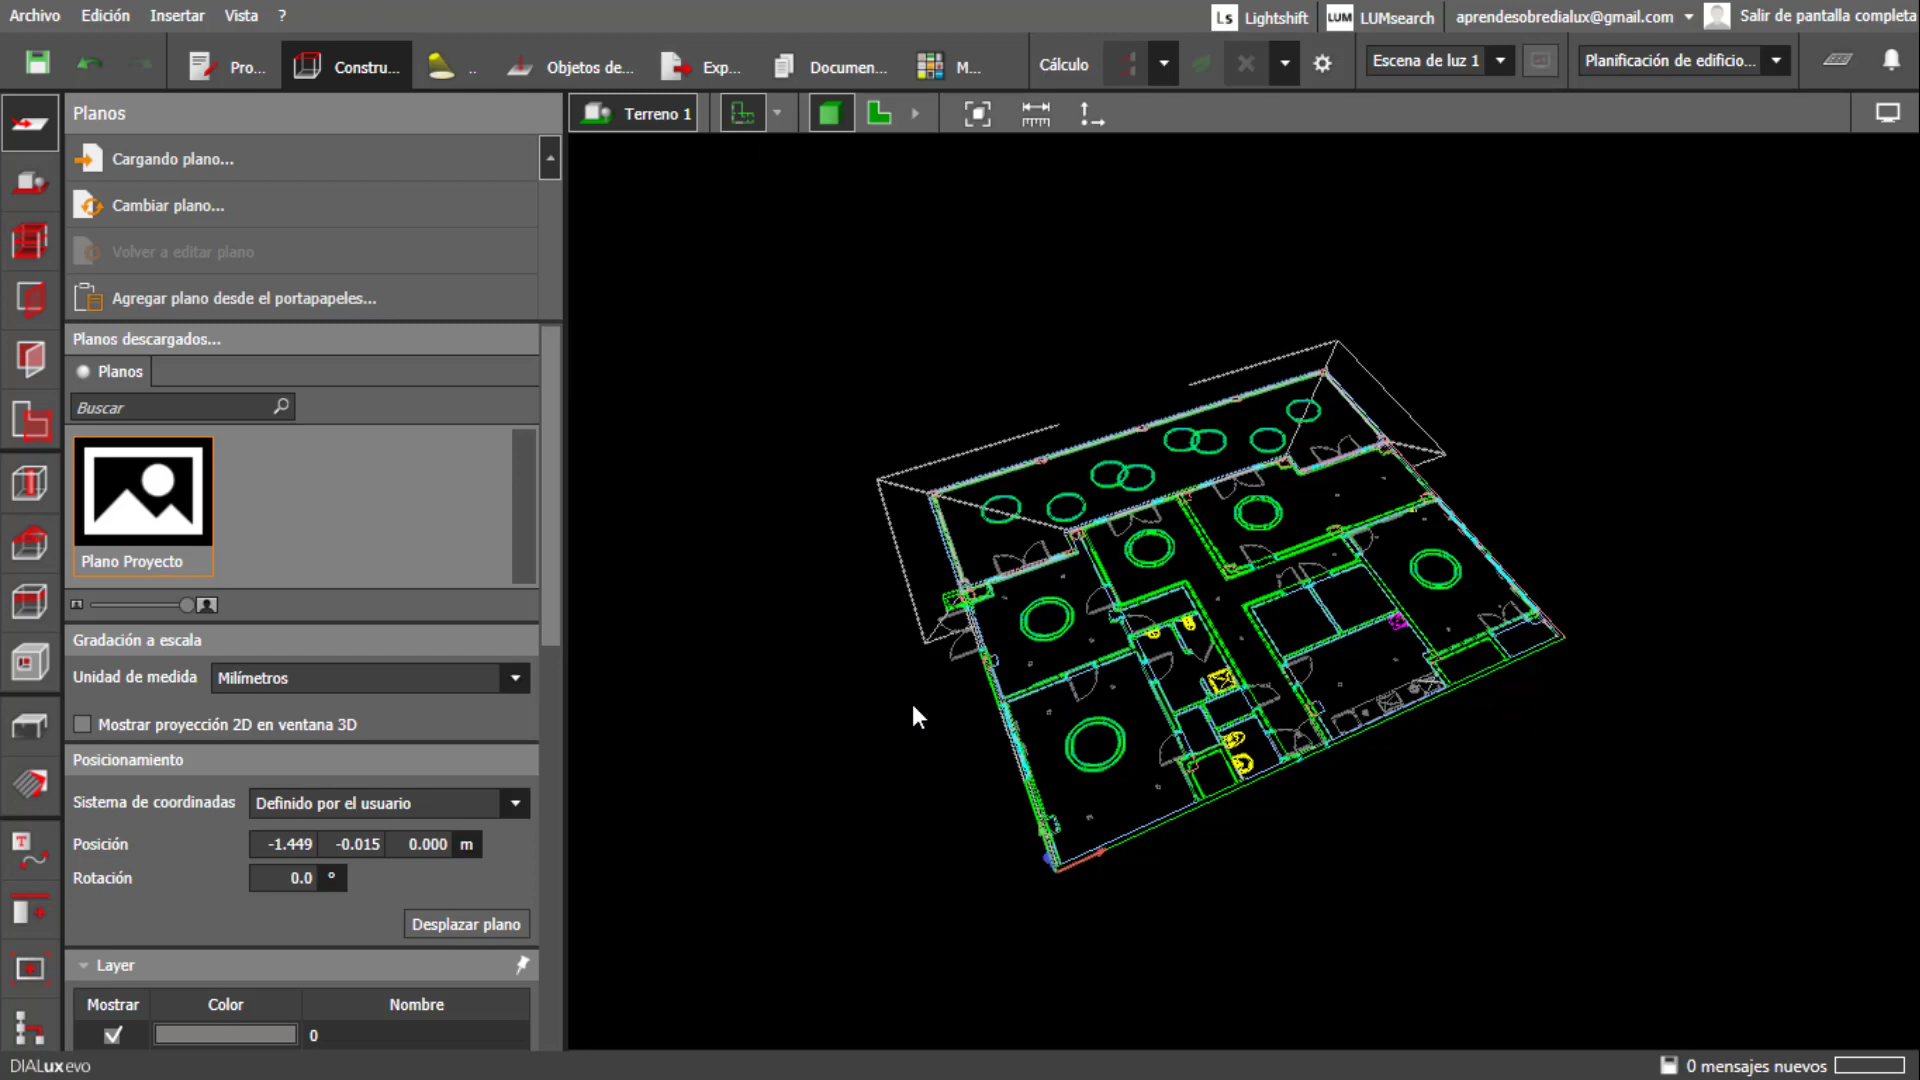 Archivo Edición Insertar Vista ? Ls Lightshift LUM LUMsearch aprendesobredialux@gmail.com Salir de pantalla completa
Pro... Constru... .. Objetos de... Exp... Documen... M... Cálculo Escena de luz 1 Planificación de edificio...
Planos
Terreno 1
Cargando plano...
Cambiar plano...
Volver a editar plano
Agregar plano desde el portapapeles...
Planos descargados...
Planos
Buscar
Plano Proyecto
Gradación a escala
Unidad de medida Milímetros
Mostrar proyección 2D en ventana 3D
Posicionamiento
Sistema de coordinadas Definido por el usuario
Posición -1.449 -0.015 0.000 m
Rotación 0.0 °
Desplazar plano
Layer
Mostrar Color Nombre
0
DIALux evo 0 mensajes nuevos